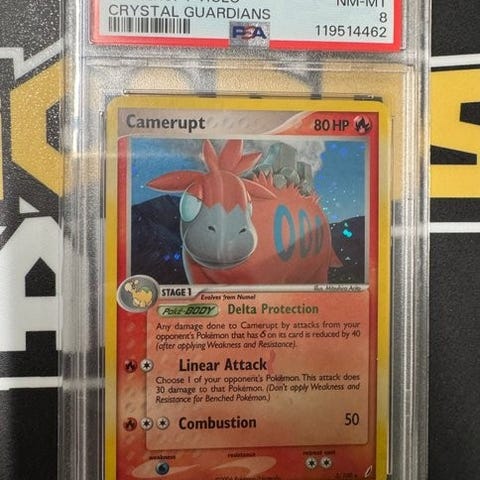 CRYSTAL GUARDIANS
NM-MT
8
PSA
119514462
Camerupt
80 HP
Illus. Mitsuhiro Arita
STAGE 1
Evolves from Numel
Poké-BODY Delta Protection
Any damage done to Camerupt by attacks from your
opponent's Pokémon that has δ on its card is reduced by 40
(after applying Weakness and Resistance).
Linear Attack
Choose 1 of your opponent's Pokémon. This attack does
30 damage to that Pokémon. (Don't apply Weakness and
Resistance for Benched Pokémon.)
Combustion 50
weakness
resistance
retreat cost